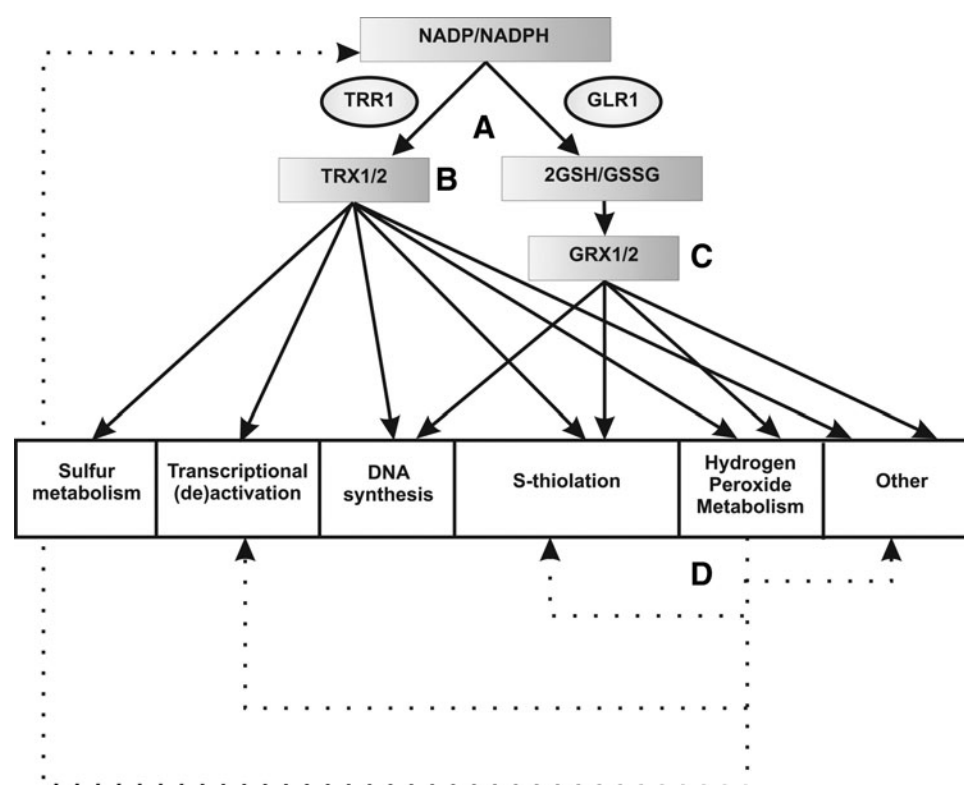 NADP/NADPH
TRR1
GLR1
A
TRX1/2
B
2GSH/GSSG
GRX1/2
C
Sulfur
metabolism
Transcriptional
(de)activation
DNA
synthesis
S-thiolation
Hydrogen
Peroxide
Metabolism
Other
D